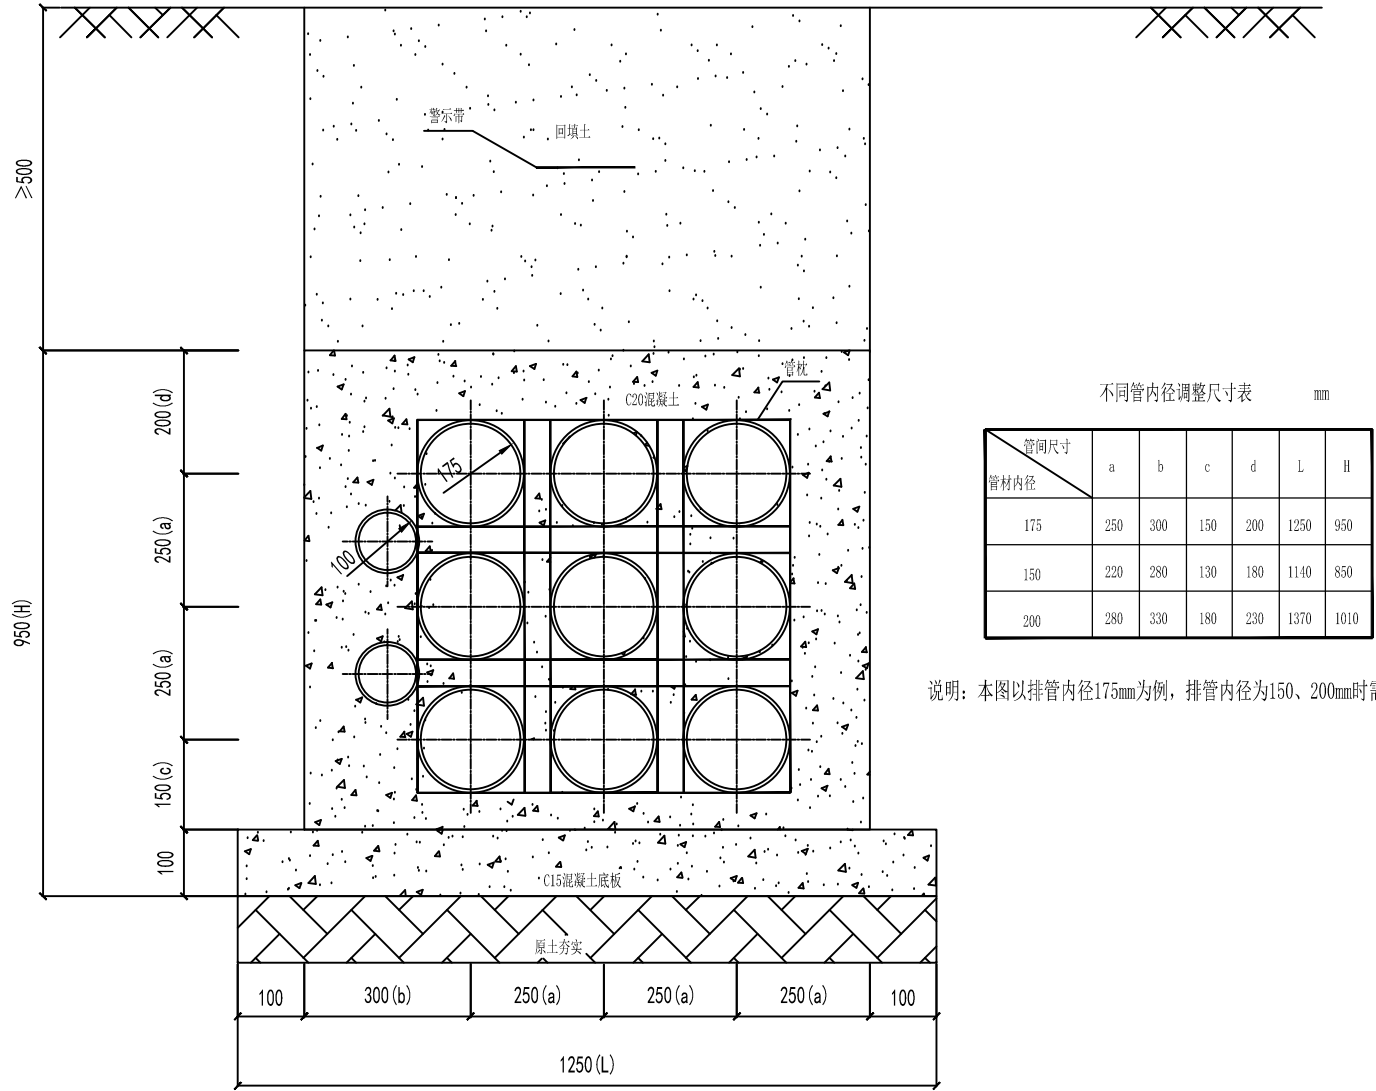 警示带
回填土
≥500
管枕
C20混凝土
200(d)
175
250(a)
100
950(H)
250(a)
150(c)
100
C15混凝土底板
原土夯实
100
300(b)
250(a)
250(a)
250(a)
100
1250(L)
不同管内径调整尺寸表 mm
管间尺寸
管材内径
a b c d L H
175 250 300 150 200 1250 950
150 220 280 130 180 1140 850
200 280 330 180 230 1370 1010
说明：本图以排管内径175mm为例，排管内径为150、200mm时需